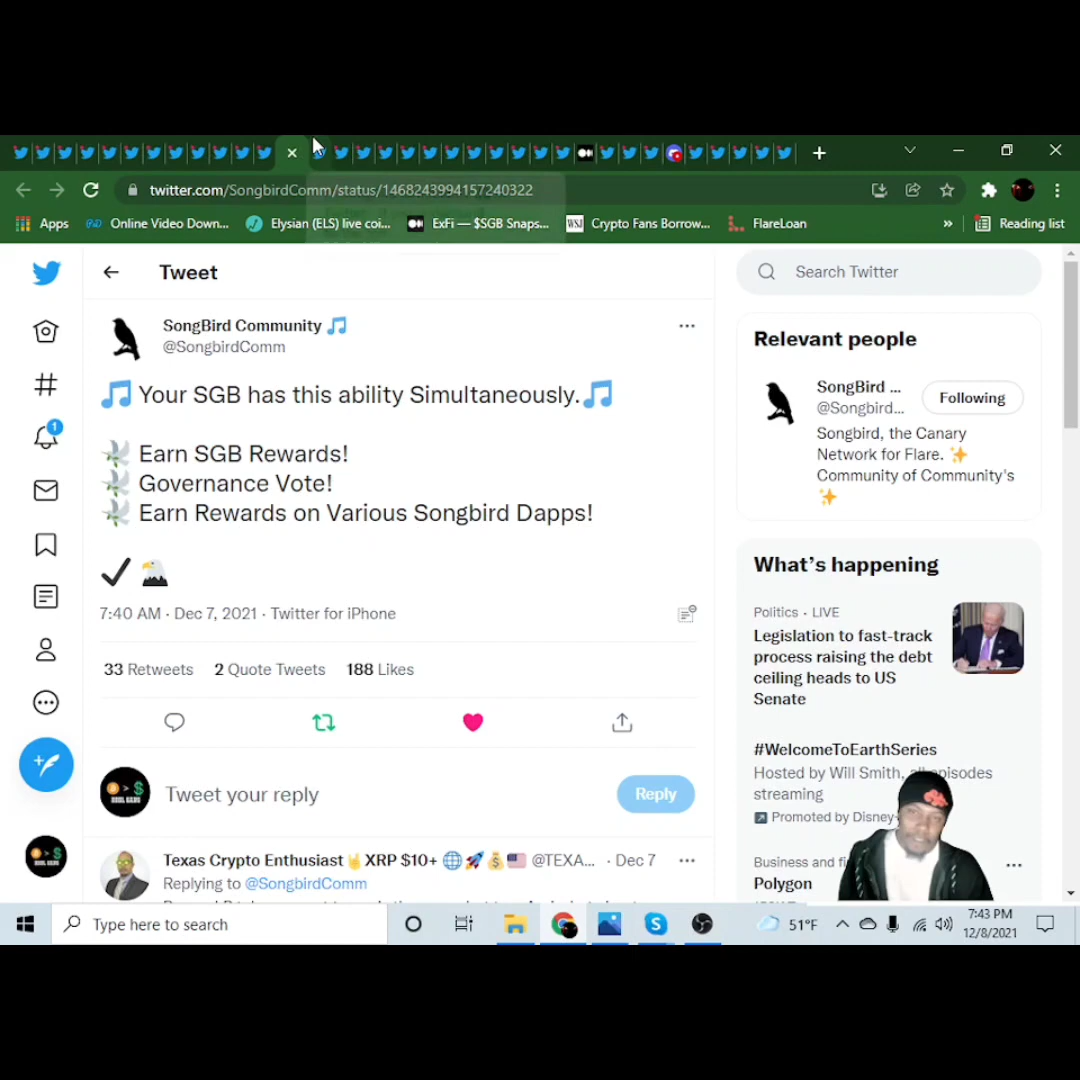 twitter.com/SongbirdComm/status/1468243994157240322
Apps
Online Video Down...
Elysian (ELS) live coi...
ExFi — $SGB Snaps...
WSJ
Crypto Fans Borrow...
FlareLoan
»
Reading list
Tweet
Search Twitter
SongBird Community
@SongbirdComm
Your SGB has this ability Simultaneously.
Earn SGB Rewards!
Governance Vote!
Earn Rewards on Various Songbird Dapps!
7:40 AM · Dec 7, 2021 · Twitter for iPhone
33 Retweets 2 Quote Tweets 188 Likes
Tweet your reply
Reply
Texas Crypto Enthusiast XRP $10+ @TEXA... · Dec 7
Replying to @SongbirdComm
Relevant people
SongBird ...
@Songbird...
Following
Songbird, the Canary
Network for Flare.
Community of Community's
What's happening
Politics · LIVE
Legislation to fast-track
process raising the debt
ceiling heads to US
Senate
#WelcomeToEarthSeries
Hosted by Will Smith, episodes
streaming
Promoted by Disney
Business and fi
Polygon
1
Type here to search
51°F
7:43 PM
12/8/2021